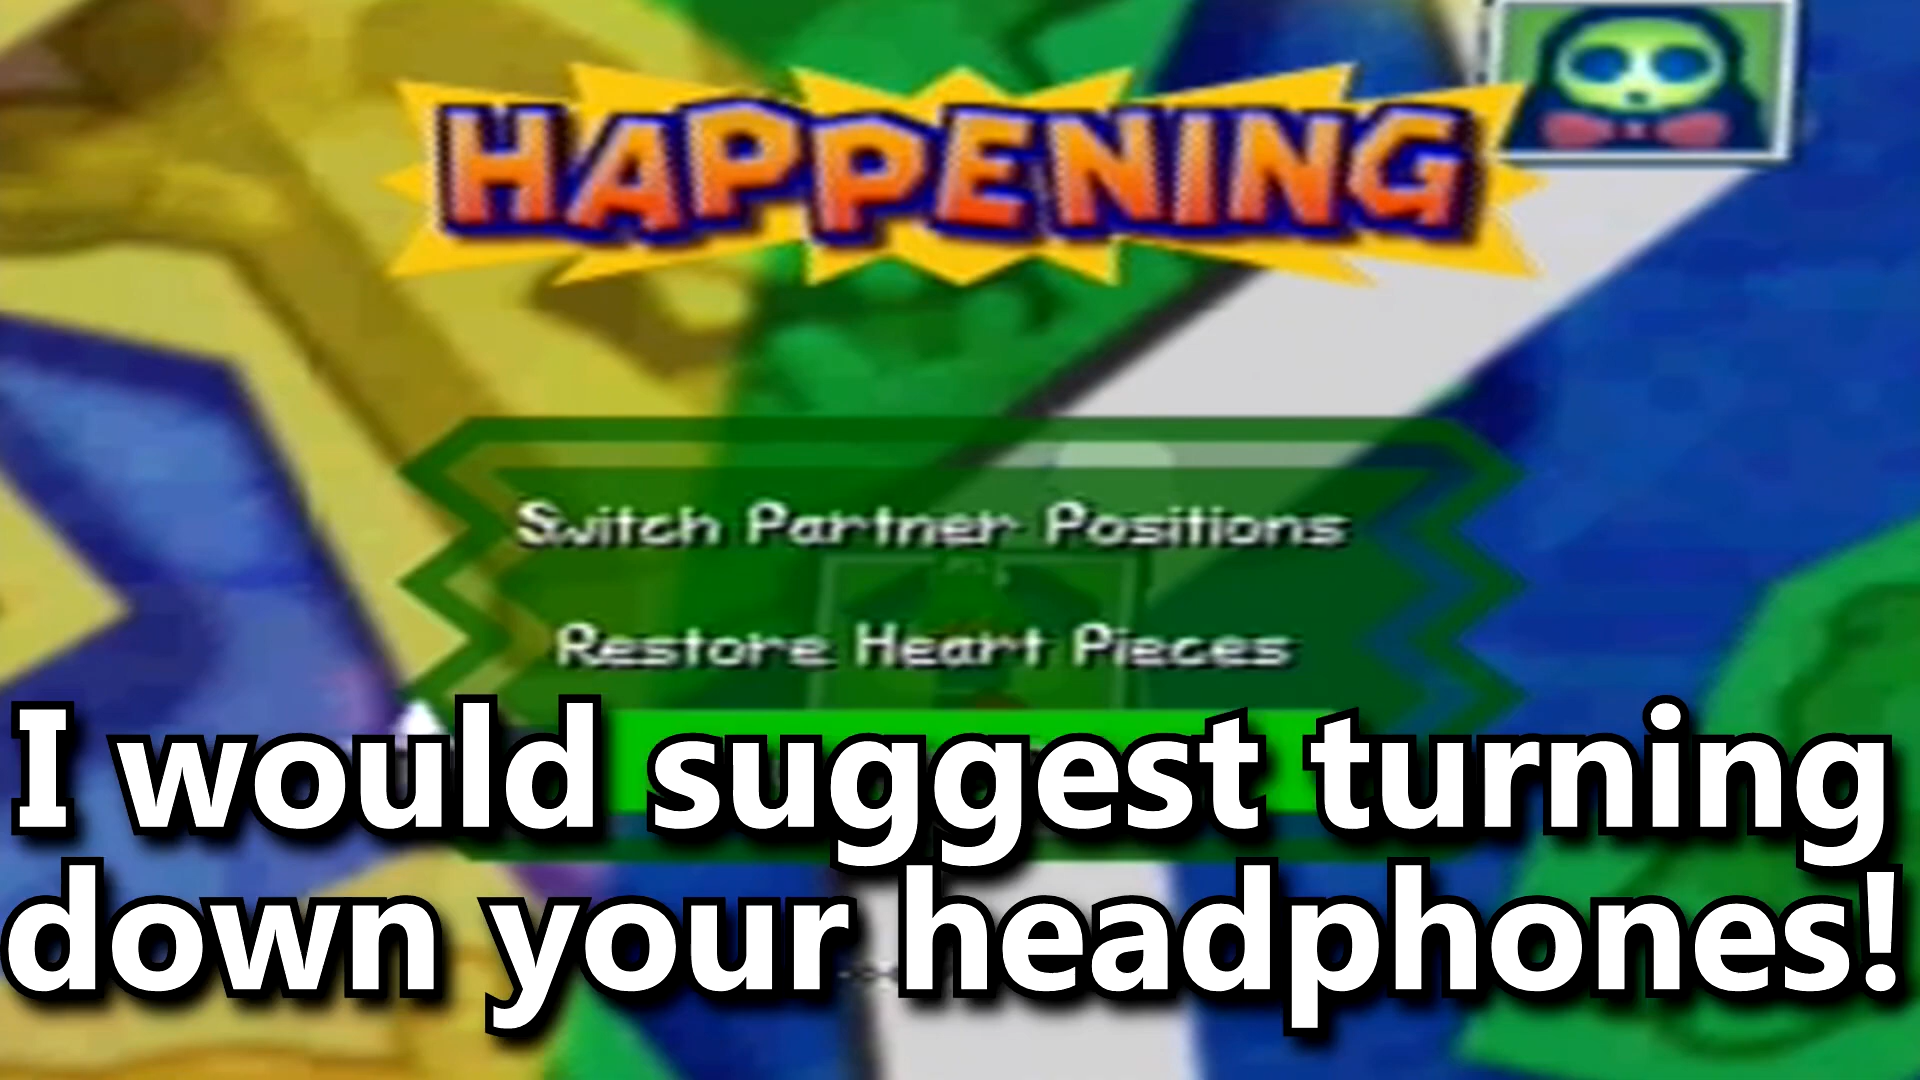 HAPPENING
Switch Partner Positions
Restore Heart Pieces
I would suggest turning
down your headphones!